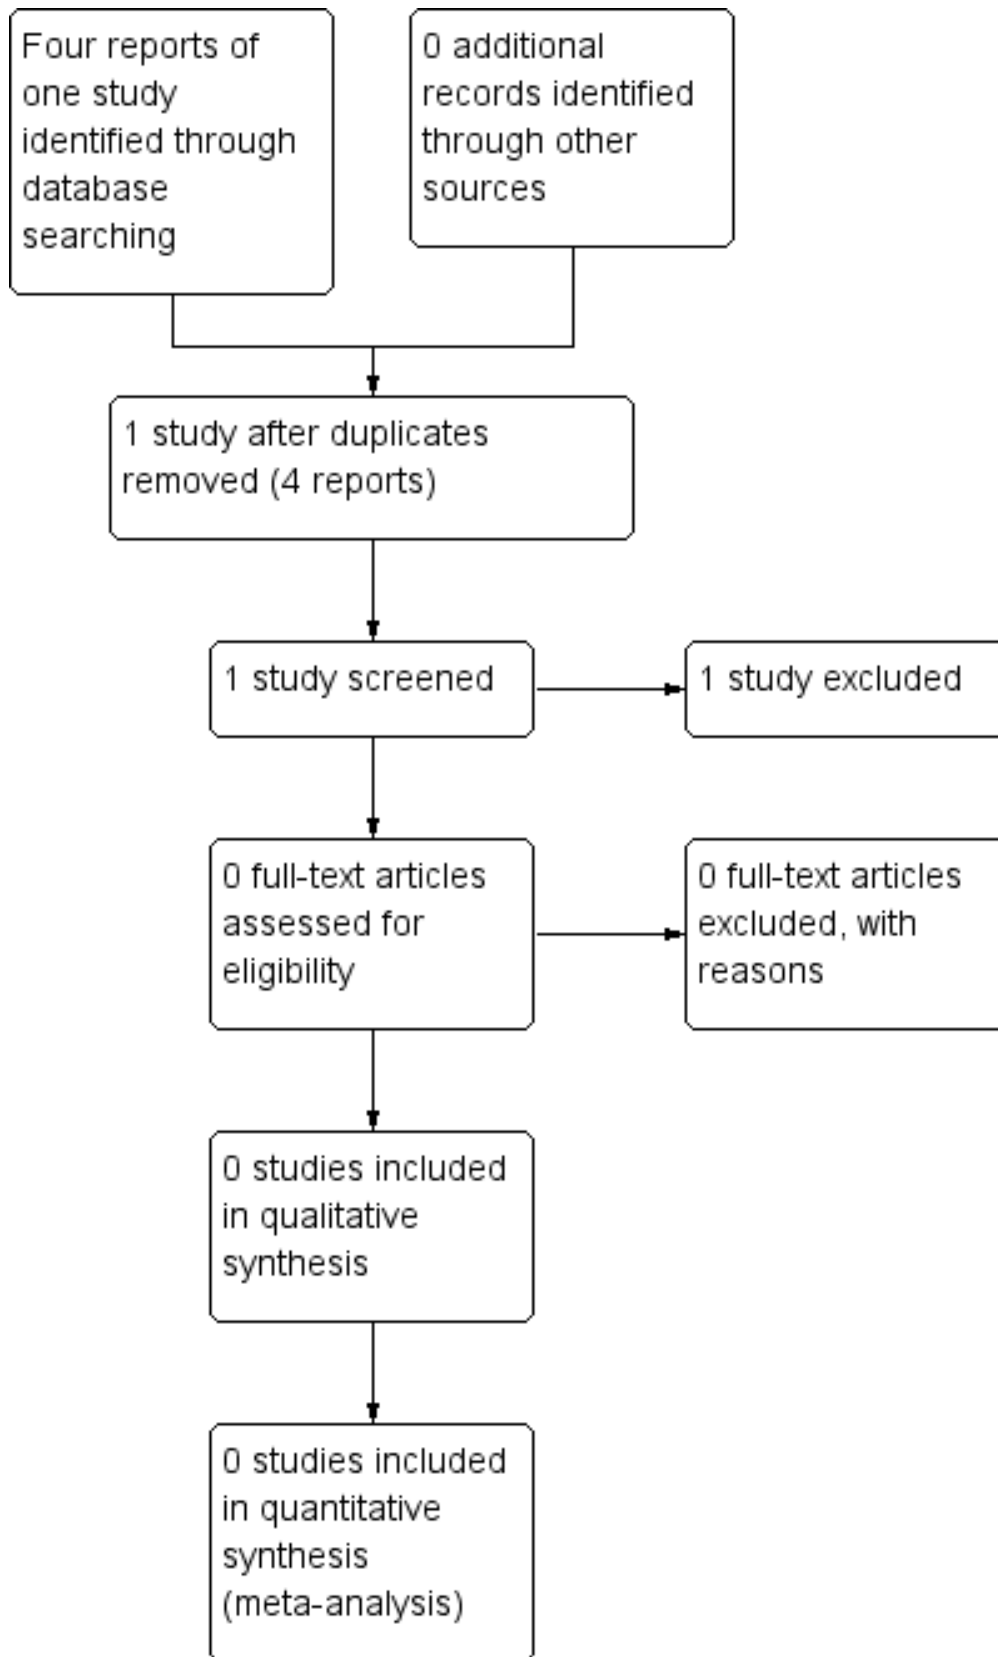 Four reports of
one study
identified through
database
searching
0 additional
records identified
through other
sources
1 study after duplicates
removed (4 reports)
1 study screened
1 study excluded
0 full-text articles
assessed for
eligibility
0 full-text articles
excluded, with
reasons
0 studies included
in qualitative
synthesis
0 studies included
in quantitative
synthesis
(meta-analysis)